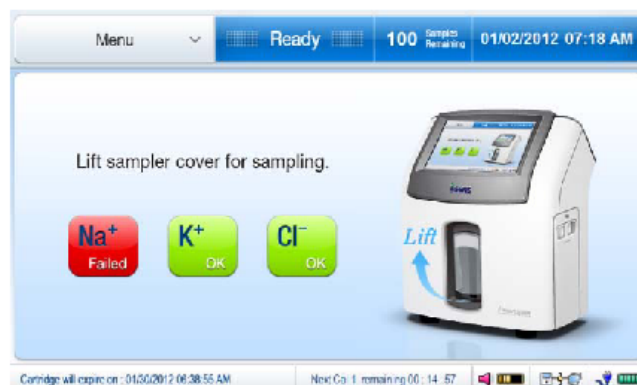 Menu
Ready
100 Samples Remaining
01/02/2012 07:18 AM
Lift sampler cover for sampling.
Na+
Failed
K+
OK
Cl−
OK
Lift
Cartridge will expire on : 01/30/2012 06:38:55 AM
Next Cal 1 remaining 00 : 14 : 57